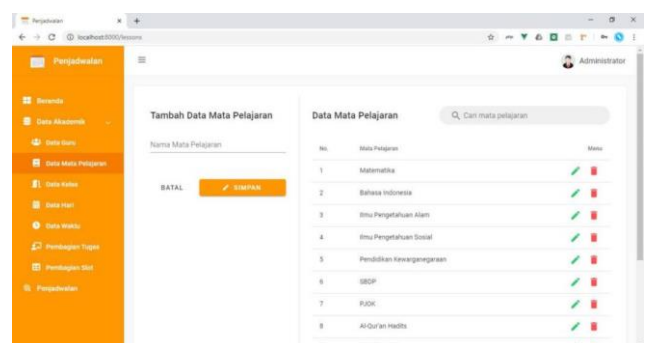 Penjadwalan
localhost:8000/lessons
Penjadwalan
Administrator
Beranda
Data Akademik
Data Guru
Data Mata Pelajaran
Data Kelas
Data Hari
Data Waktu
Pembagian Tugas
Pembagian Slot
Penjadwalan
Tambah Data Mata Pelajaran
Nama Mata Pelajaran
BATAL
SIMPAN
Data Mata Pelajaran
Cari mata pelajaran
No. Mata Pelajaran Menu
1 Matematika
2 Bahasa Indonesia
3 Ilmu Pengetahuan Alam
4 Ilmu Pengetahuan Sosial
5 Pendidikan Kewarganegaraan
6 SBDP
7 PJOK
8 Al-Qur'an Hadits